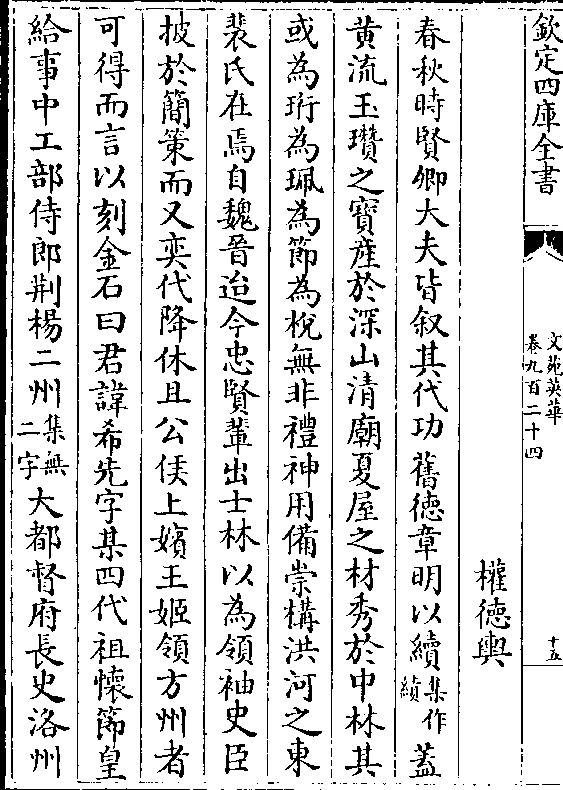 欽定四庫全書
文苑英華
卷九百二十四
十五
權德輿
春秋時賢卿大夫皆叙其代功舊德章明以續集作績蓋
黄流玉瓚之寶産於深山清廟夏屋之材秀於中林其
或為珩為珮為節為棁無非禮神用備崇構洪河之東
裴氏在焉自魏晉迨今忠賢輩出士林以為領袖史臣
披於簡策而又奕代降休且公侯上嬪王姬領方州者
可得而言以刻金石曰君諱希先字某四代祖懷節皇
給事中工部侍郎荆楊二州集無二字大都督府長史洛州